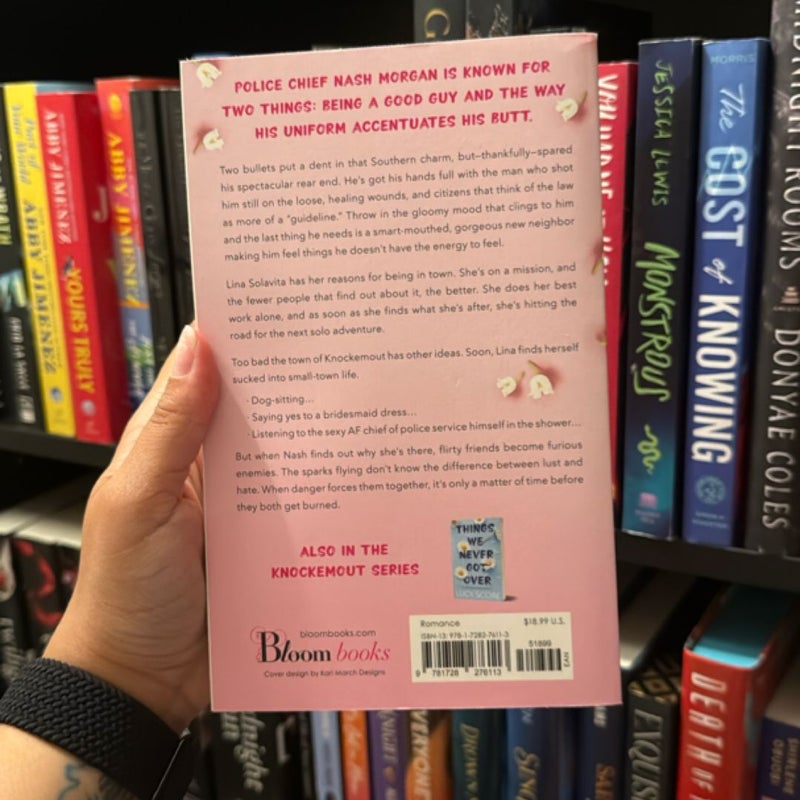 POLICE CHIEF NASH MORGAN IS KNOWN FOR
TWO THINGS: BEING A GOOD GUY AND THE WAY
HIS UNIFORM ACCENTUATES HIS BUTT.
Two bullets put a dent in that Southern charm, but—thankfully—spared
his spectacular rear end. He's got his hands full with the man who shot
him still on the loose, healing wounds, and citizens that think of the law
as more of a "guideline." Throw in the gloomy mood that clings to him
and the last thing he needs is a smart-mouthed, gorgeous new neighbor
making him feel things he doesn't have the energy to feel.
Lina Solavita has her reasons for being in town. She's on a mission, and
the fewer people that find out about it, the better. She does her best
work alone, and as soon as she finds what she's after, she's hitting the
road for the next solo adventure.
Too bad the town of Knockemout has other ideas. Soon, Lina finds herself
sucked into small-town life.
· Dog-sitting...
· Saying yes to a bridesmaid dress...
· Listening to the sexy AF chief of police service himself in the shower...
But when Nash finds out why she's there, flirty friends become furious
enemies. The sparks flying don't know the difference between lust and
hate. When danger forces them together, it's only a matter of time before
they both get burned.
ALSO IN THE
KNOCKEMOUT SERIES
THINGS
WE
NEVER
GOT
OVER
LUCY SCORE
bloombooks.com
Bloom books
Cover design by Kari March Designs
Romance
$18.99 U.S.
ISBN-13: 978-1-7282-7611-3
51899
EAN
9 781728 276113
ABBY JIMENEZ
ABBY JIMENEZ
YOURS TRULY
ABBY JIMENEZ
JESSICA LEWIS
MONSTROUS
MORRIS
The COST of KNOWING
ROOMS
DONYAE COLES
DEATH OF